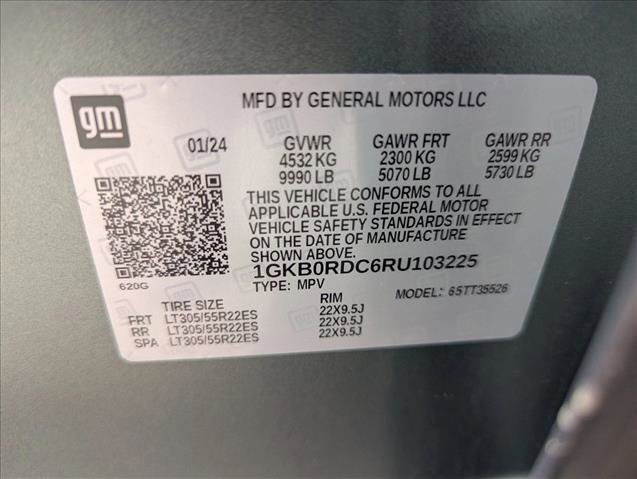 gm
MFD BY GENERAL MOTORS LLC
01/24 GVWR GAWR FRT GAWR RR
4532 KG 2300 KG 2599 KG
9990 LB 5070 LB 5730 LB
THIS VEHICLE CONFORMS TO ALL
APPLICABLE U.S. FEDERAL MOTOR
VEHICLE SAFETY STANDARDS IN EFFECT
ON THE DATE OF MANUFACTURE
SHOWN ABOVE.
620G
1GKB0RDC6RU103225
TYPE: MPV MODEL: 65TT35526
TIRE SIZE RIM
FRT LT305/55R22ES 22X9.5J
RR LT305/55R22ES 22X9.5J
SPA LT305/55R22ES 22X9.5J